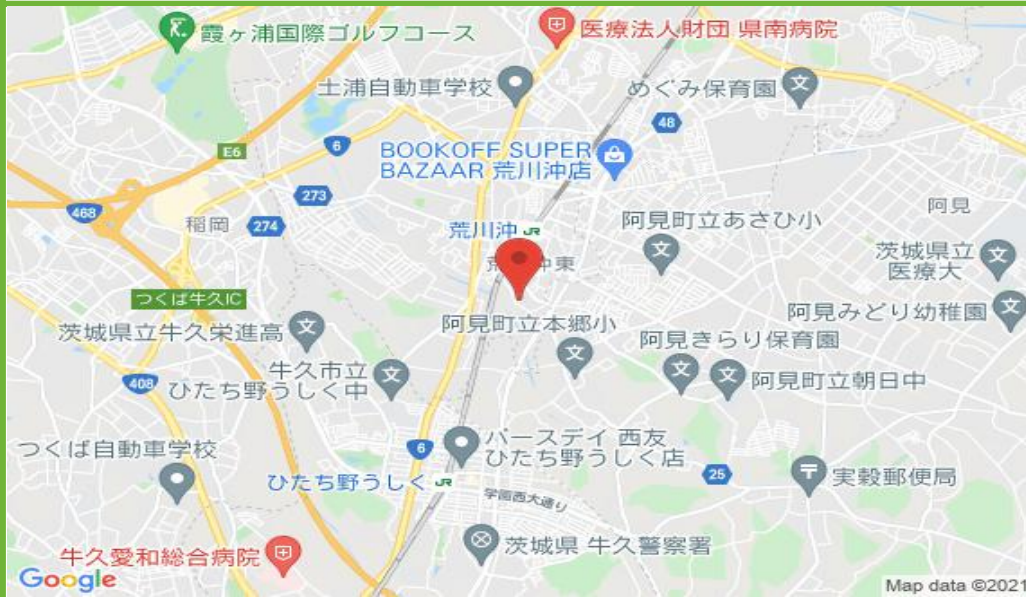 霞ヶ浦国際ゴルフコース
医療法人財団 県南病院
土浦自動車学校
めぐみ保育園
6
48
E6
BOOKOFF SUPER
BAZAAR 荒川沖店
273
468
稲岡
274
阿見
阿見町立あさひ小
荒川沖 JR
茨城県立
医療大
つくば牛久IC
阿見みどり幼稚園
茨城県立牛久栄進高
阿見町立本郷小
阿見きらり保育園
408
牛久市立
ひたち野うしく中
阿見町立朝日中
つくば自動車学校
6
バースデイ 西友
ひたち野うしく店
25
実穀郵便局
ひたち野うしく JR
学園西大通り
茨城県 牛久警察署
牛久愛和総合病院
Google
Map data ©2021